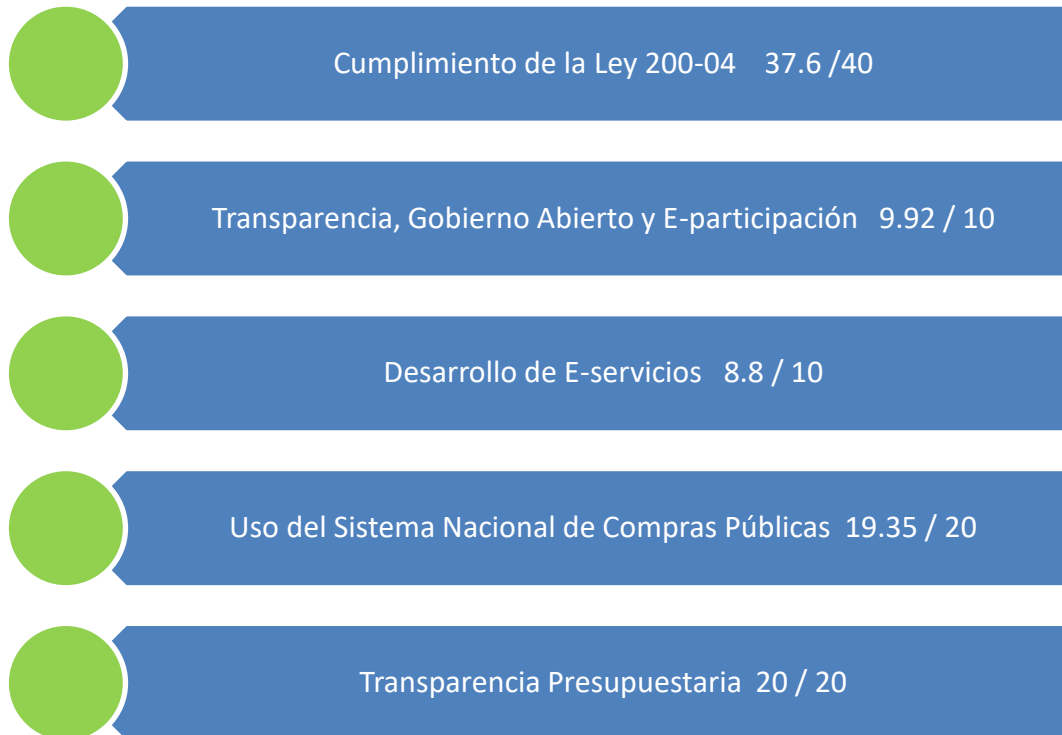 Cumplimiento de la Ley 200-04 37.6 /40
Transparencia, Gobierno Abierto y E-participación 9.92 / 10
Desarrollo de E-servicios 8.8 / 10
Uso del Sistema Nacional de Compras Públicas 19.35 / 20
Transparencia Presupuestaria 20 / 20